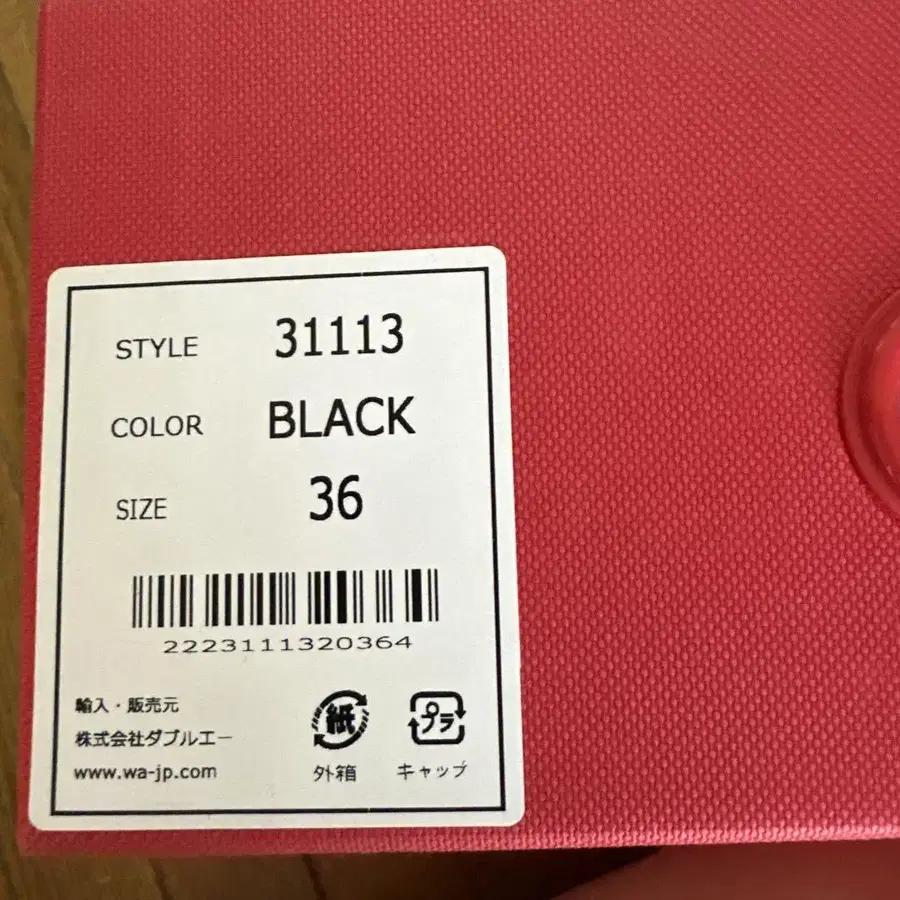 STYLE 31113
COLOR BLACK
SIZE 36
2223111320364
輸入・販売元
株式会社ダブルエー
www.wa-jp.com
紙
外箱
プラ
キャップ